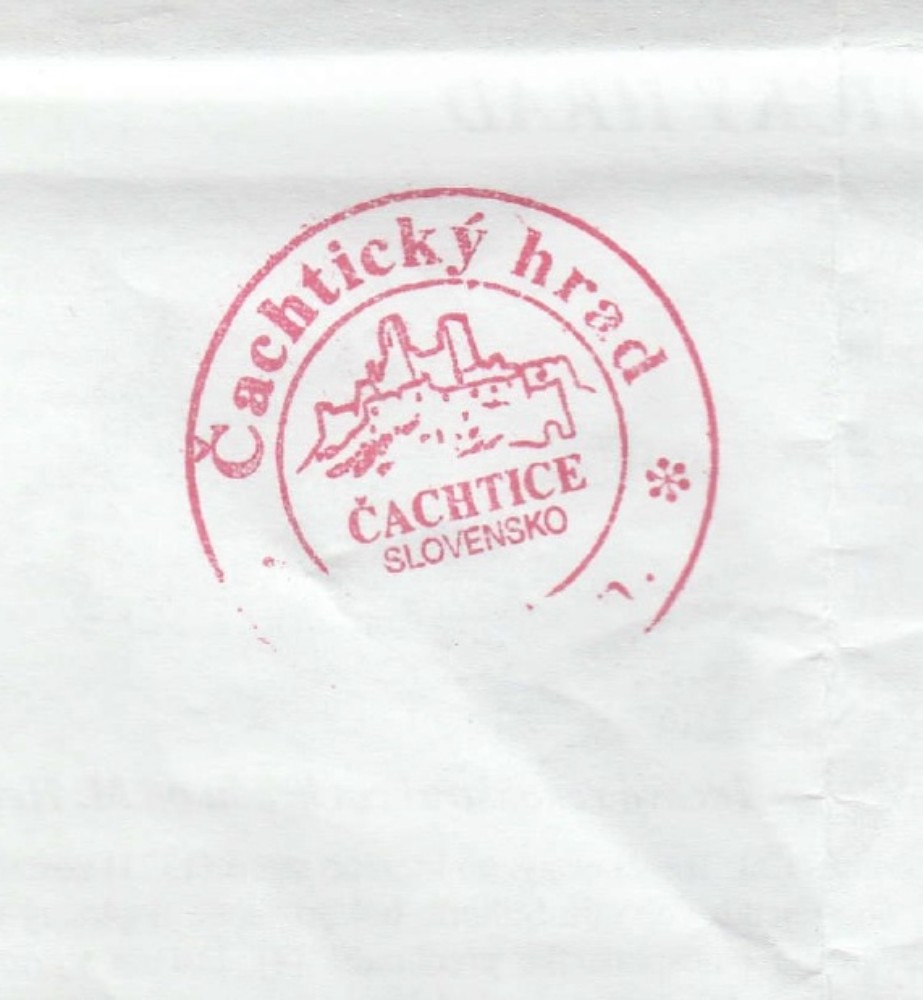 Čachtický hrad
ČACHTICE
SLOVENSKO